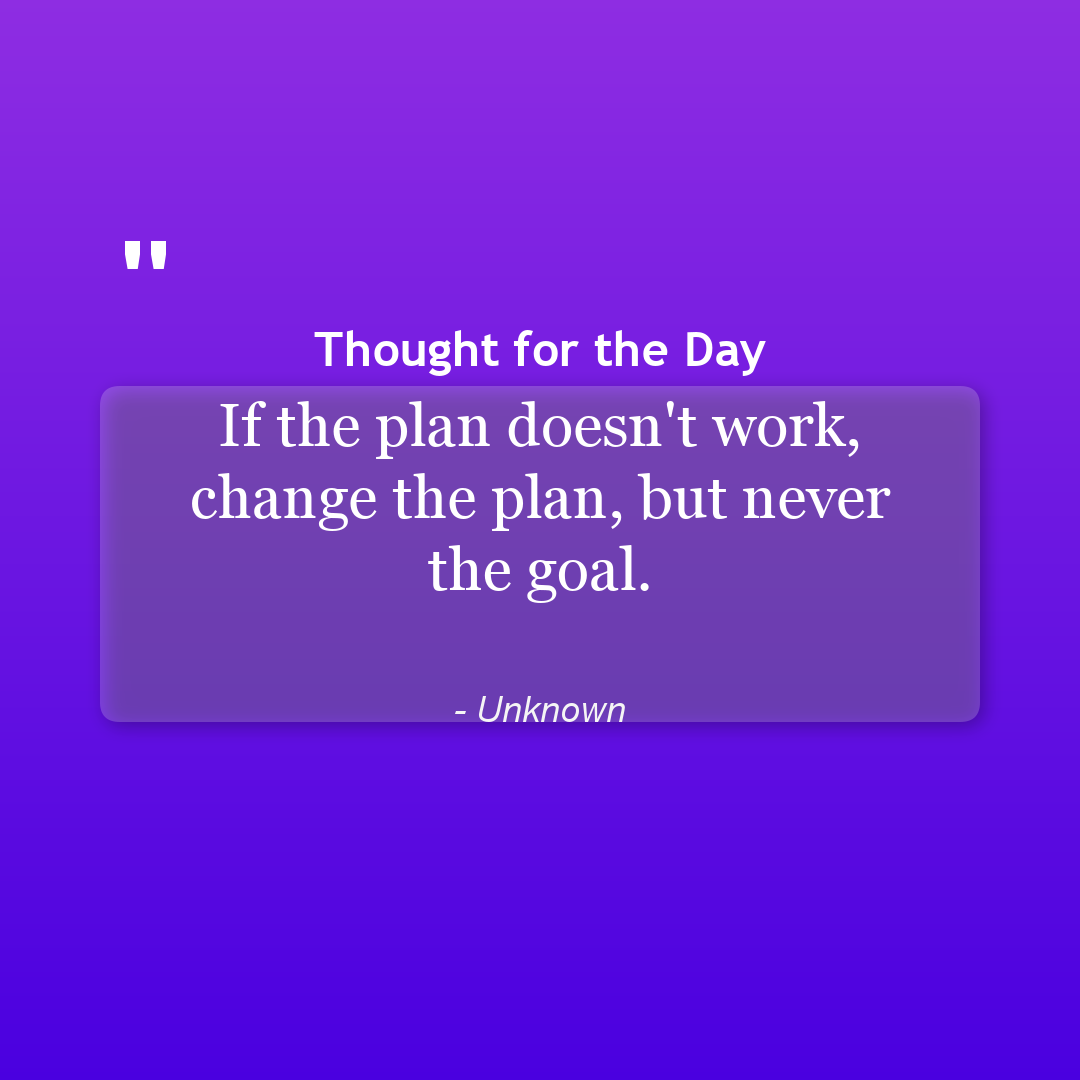 "
Thought for the Day
If the plan doesn't work,
change the plan, but never
the goal.
- Unknown